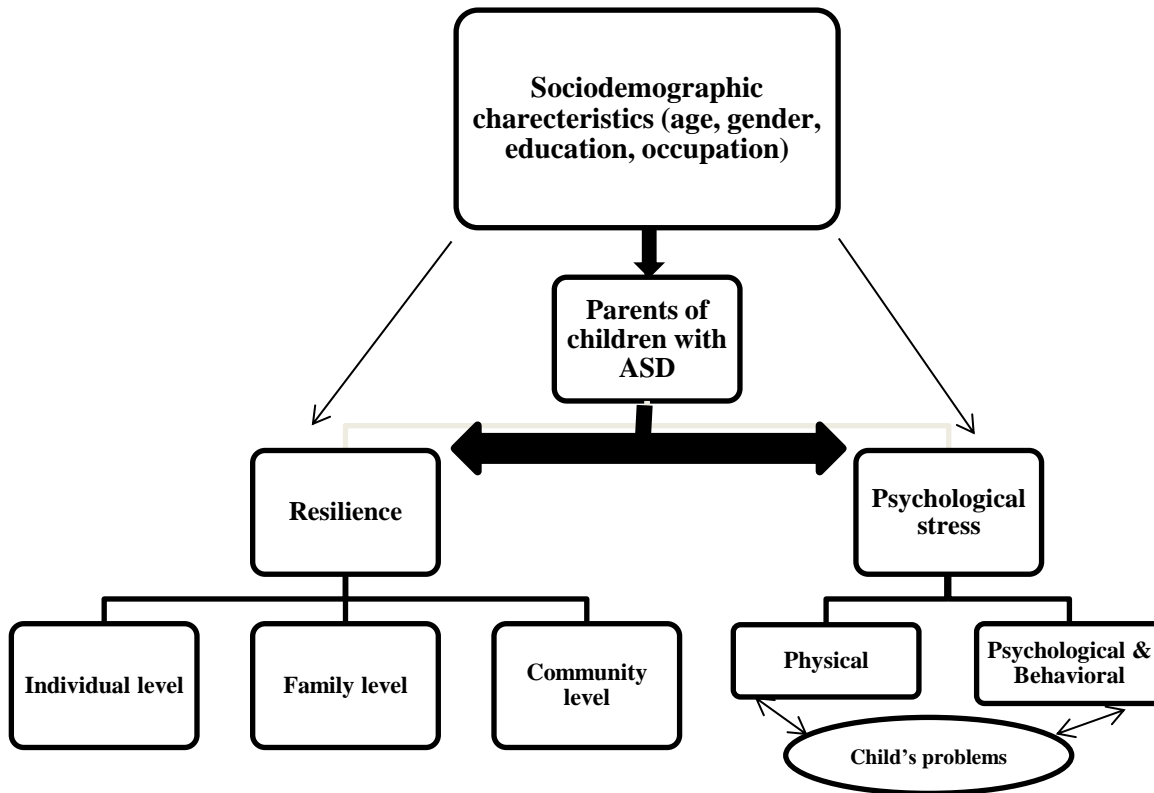 Sociodemographic
charecteristics (age, gender,
education, occupation)
Parents of
children with
ASD
Resilience
Psychological
stress
Individual level
Family level
Community
level
Physical
Psychological &
Behavioral
Child's problems